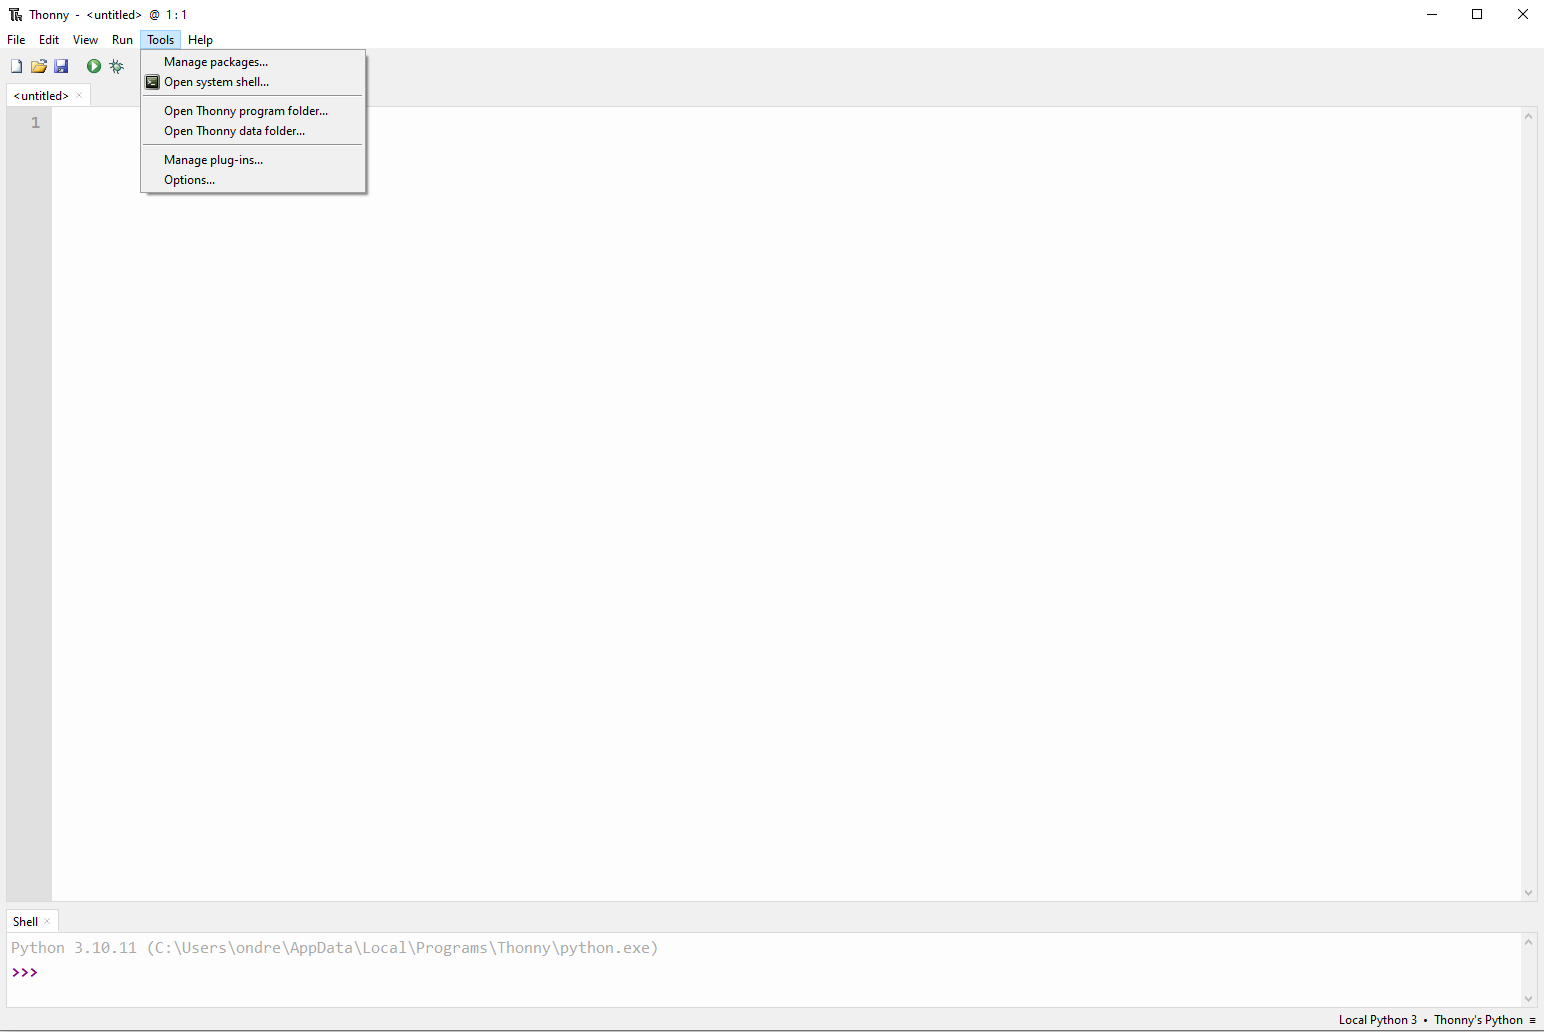 Thonny - <untitled> @ 1 : 1
File Edit View Run Tools Help
Manage packages...
Open system shell...
Open Thonny program folder...
Open Thonny data folder...
Manage plug-ins...
Options...
<untitled>
1
Shell
Python 3.10.11 (C:\Users\ondre\AppData\Local\Programs\Thonny\python.exe)
>>>
Local Python 3 • Thonny's Python ≡